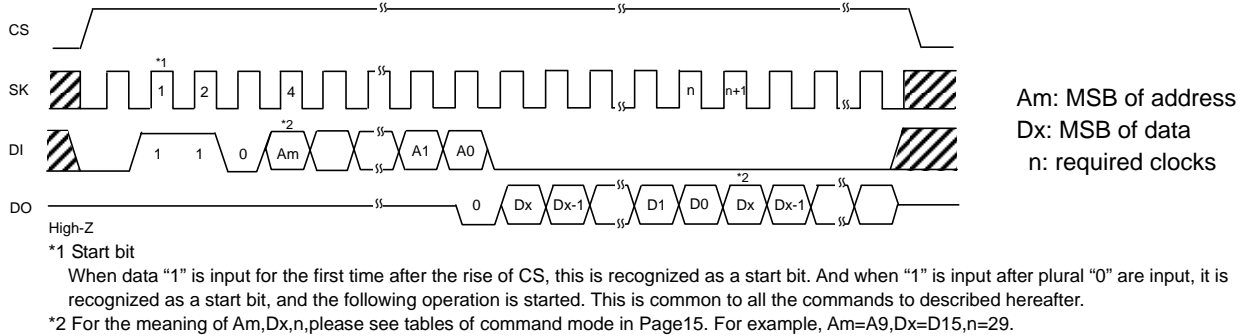 CS
SK
*1
1 2 4 n n+1
DI
*2
1 1 0 Am A1 A0
DO
*2
0 Dx Dx-1 D1 D0 Dx Dx-1
High-Z
Am: MSB of address
Dx: MSB of data
n: required clocks
*1 Start bit
When data “1” is input for the first time after the rise of CS, this is recognized as a start bit. And when “1” is input after plural “0” are input, it is
recognized as a start bit, and the following operation is started. This is common to all the commands to described hereafter.
*2 For the meaning of Am,Dx,n,please see tables of command mode in Page15. For example, Am=A9,Dx=D15,n=29.